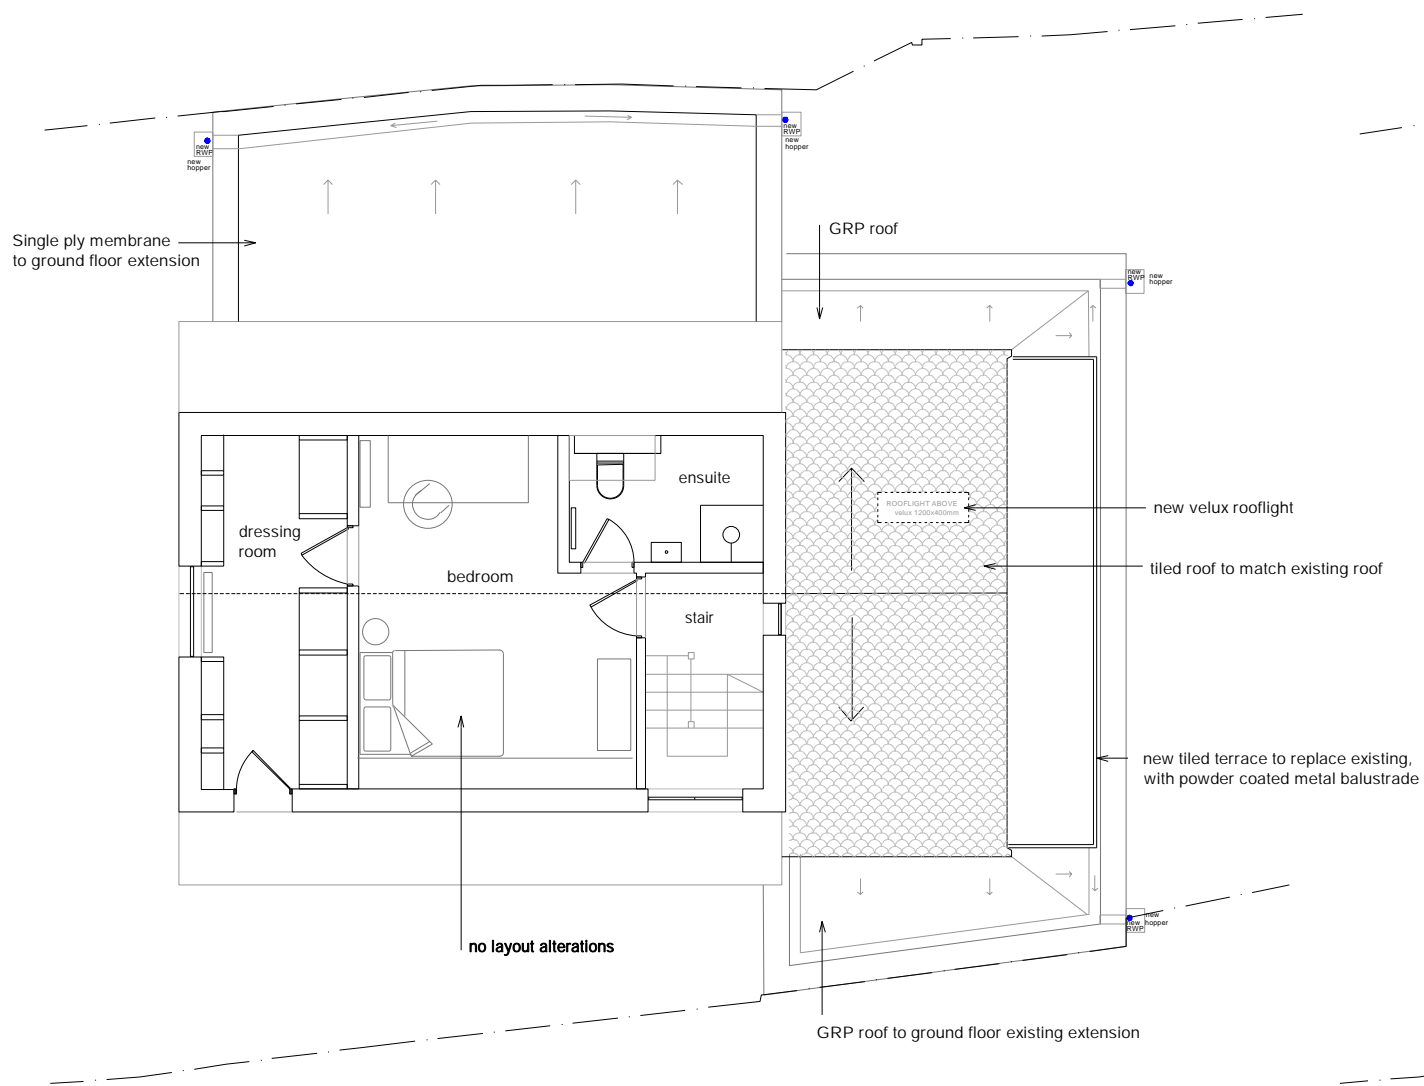 new
RWP
new
hopper
new
RWP
new
hopper
Single ply membrane
to ground floor extension
GRP roof
new
RWP
new
hopper
ensuite
dressing
room
bedroom
stair
ROOFLIGHT ABOVE
velux 1200x400mm
new velux rooflight
tiled roof to match existing roof
new tiled terrace to replace existing,
with powder coated metal balustrade
new
RWP
new
hopper
no layout alterations
GRP roof to ground floor existing extension